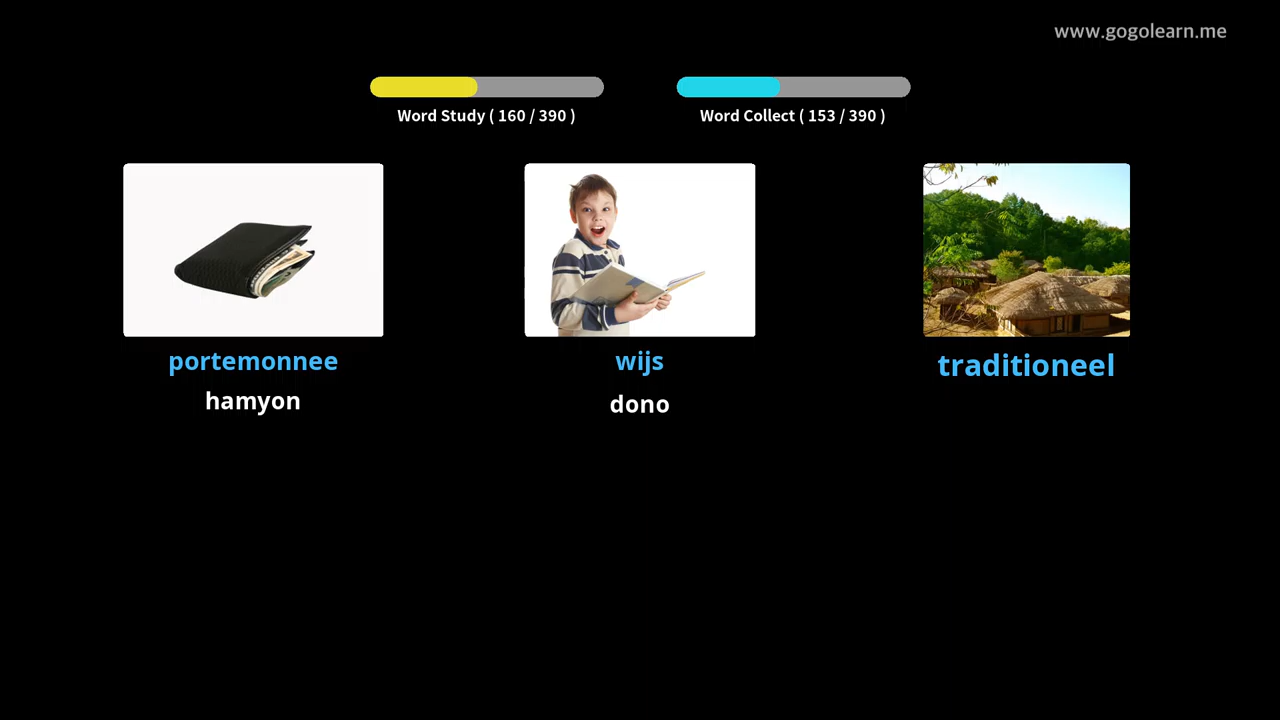 www.gogolearn.me
Word Study ( 160 / 390 )
Word Collect ( 153 / 390 )
portemonnee
wijs
traditioneel
hamyon
dono